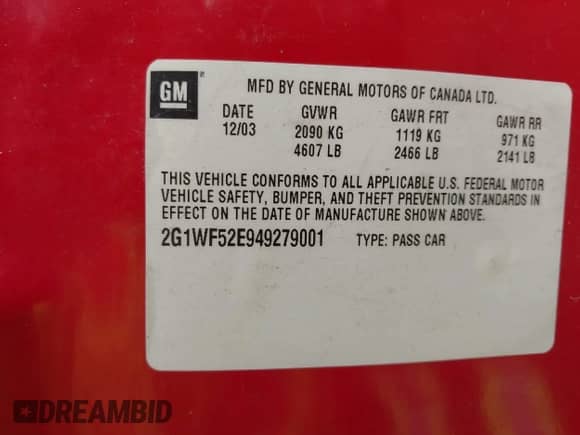 GM
MFD BY GENERAL MOTORS OF CANADA LTD.
DATE GVWR GAWR FRT GAWR RR
12/03 2090 KG 1119 KG 971 KG
4607 LB 2466 LB 2141 LB
THIS VEHICLE CONFORMS TO ALL APPLICABLE U.S. FEDERAL MOTOR
VEHICLE SAFETY, BUMPER, AND THEFT PREVENTION STANDARDS IN
EFFECT ON THE DATE OF MANUFACTURE SHOWN ABOVE.
2G1WF52E949279001 TYPE: PASS CAR
DREAMBID